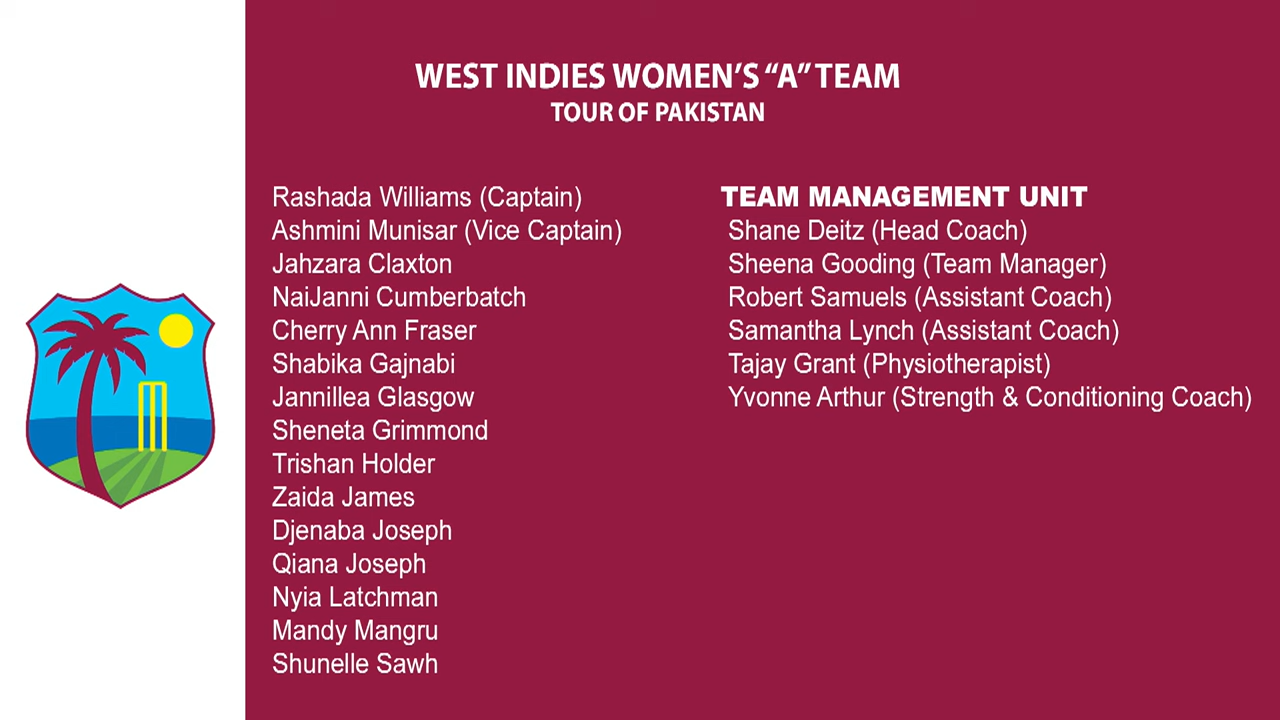 WEST INDIES WOMEN'S “A” TEAM
TOUR OF PAKISTAN
Rashada Williams (Captain)
Ashmini Munisar (Vice Captain)
Jahzara Claxton
NaiJanni Cumberbatch
Cherry Ann Fraser
Shabika Gajnabi
Jannillea Glasgow
Sheneta Grimmond
Trishan Holder
Zaida James
Djenaba Joseph
Qiana Joseph
Nyia Latchman
Mandy Mangru
Shunelle Sawh
TEAM MANAGEMENT UNIT
Shane Deitz (Head Coach)
Sheena Gooding (Team Manager)
Robert Samuels (Assistant Coach)
Samantha Lynch (Assistant Coach)
Tajay Grant (Physiotherapist)
Yvonne Arthur (Strength & Conditioning Coach)